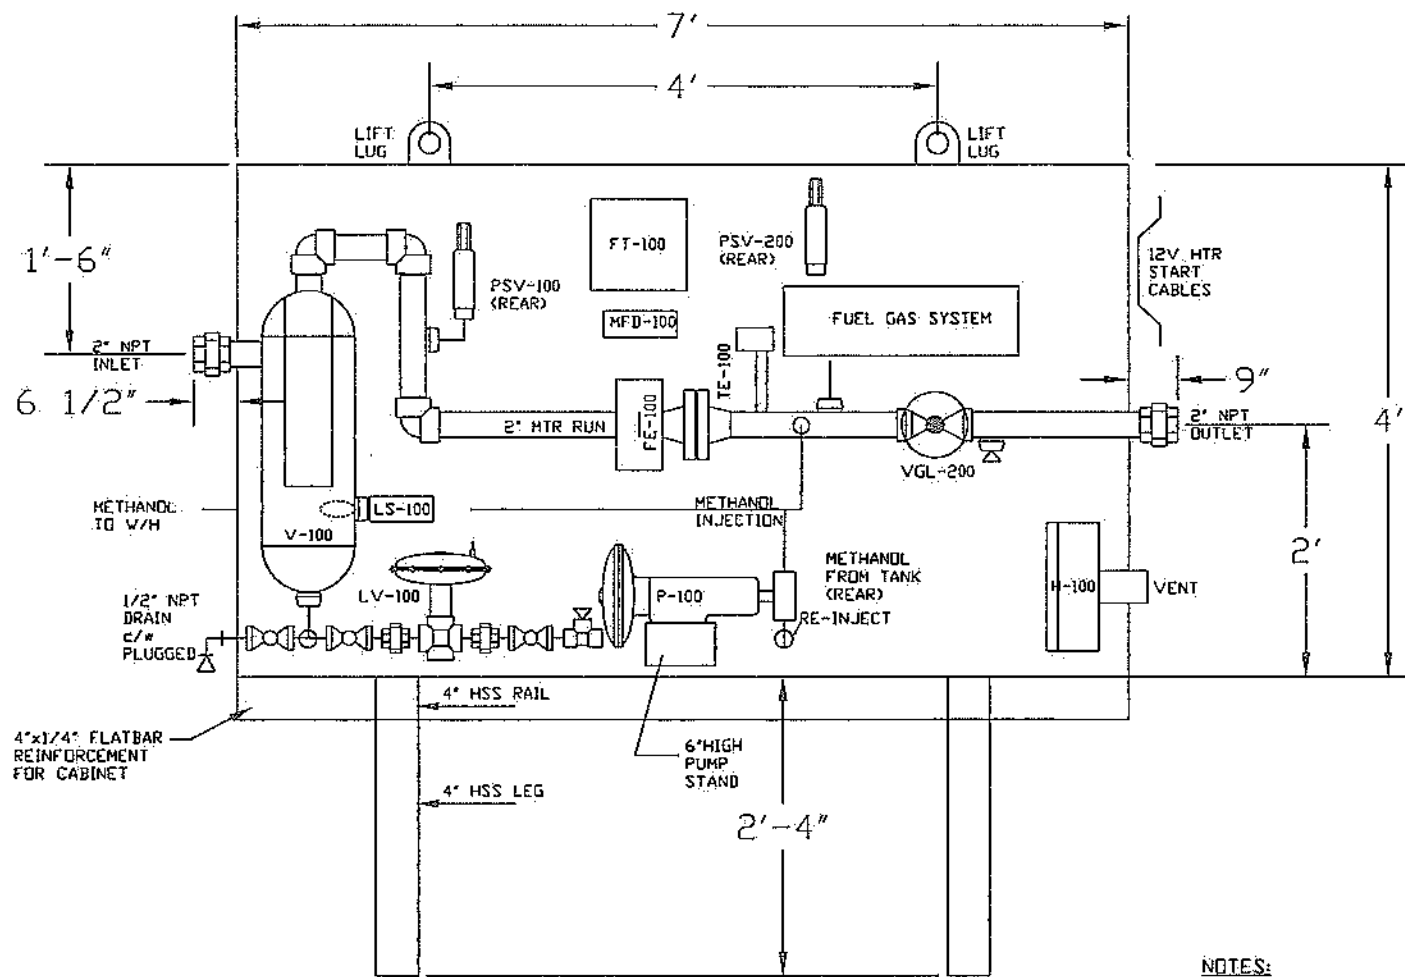 7'
4'
LIFT
LUG
LIFT
LUG
1'-6"
FT-100
PSV-200
(REAR)
12V HTR
START
CABLES
PSV-100
(REAR)
MFD-100
FUEL GAS SYSTEM
2" NPT
INLET
6 1/2"
TE-100
9"
4'
2" MTR RUN
FE-100
2" NPT
OUTLET
VGL-200
METHANOL
TO W/H
LS-100
METHANOL
INJECTION
V-100
2'
METHANOL
FROM TANK
(REAR)
H-100
VENT
1/2" NPT
DRAIN
c/w
PLUGGED
LV-100
P-100
RE-INJECT
4" HSS RAIL
4"x1/4" FLATBAR
REINFORCEMENT
FOR CABINET
6"HIGH
PUMP
STAND
4" HSS LEG
2'-4"
NOTES: